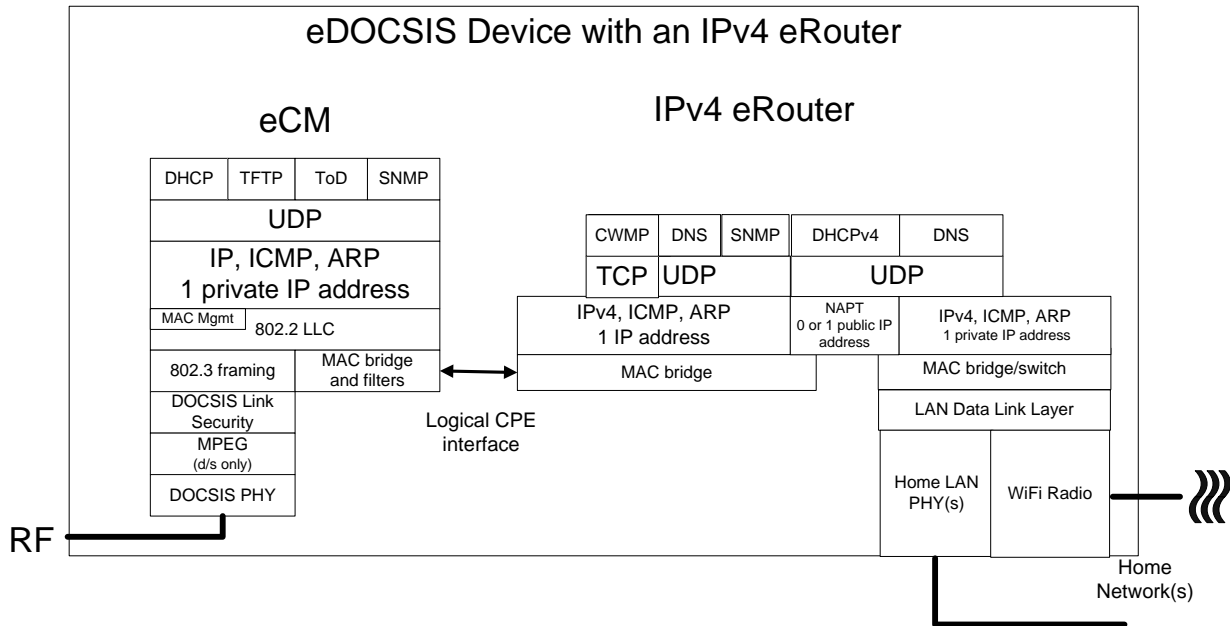 eDOCSIS Device with an IPv4 eRouter
eCM
IPv4 eRouter
DHCP
TFTP
ToD
SNMP
UDP
IP, ICMP, ARP
1 private IP address
MAC Mgmt
802.2 LLC
802.3 framing
MAC bridge
and filters
DOCSIS Link
Security
MPEG
(d/s only)
DOCSIS PHY
RF
Logical CPE
interface
CWMP
DNS
SNMP
DHCPv4
DNS
TCP
UDP
UDP
IPv4, ICMP, ARP
1 IP address
NAPT
0 or 1 public IP
address
IPv4, ICMP, ARP
1 private IP address
MAC bridge
MAC bridge/switch
LAN Data Link Layer
Home LAN
PHY(s)
WiFi Radio
Home
Network(s)